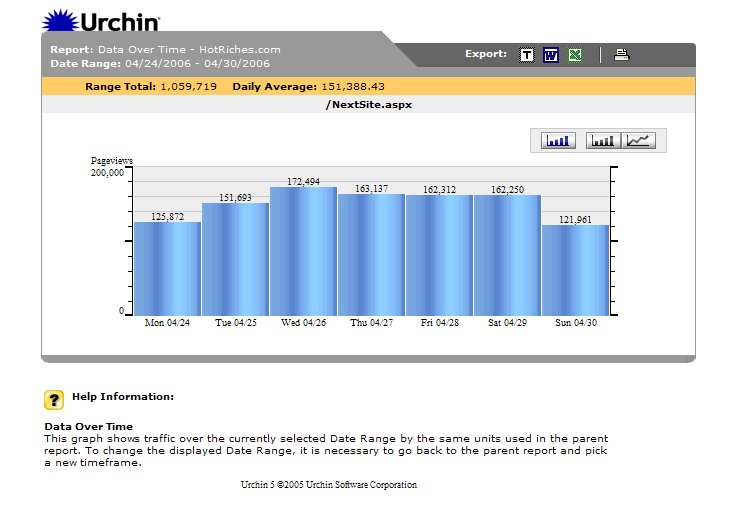 Urchin
Report: Data Over Time - HotRiches.com
Date Range: 04/24/2006 - 04/30/2006
Export: T W X
Range Total: 1,059,719 Daily Average: 151,388.43
/NextSite.aspx
Pageviews
200,000
125,872
151,693
172,494
163,137
162,312
162,250
121,961
0
Mon 04/24 Tue 04/25 Wed 04/26 Thu 04/27 Fri 04/28 Sat 04/29 Sun 04/30
? Help Information:
Data Over Time
This graph shows traffic over the currently selected Date Range by the same units used in the parent
report. To change the displayed Date Range, it is necessary to go back to the parent report and pick
a new timeframe.
Urchin 5 ©2005 Urchin Software Corporation